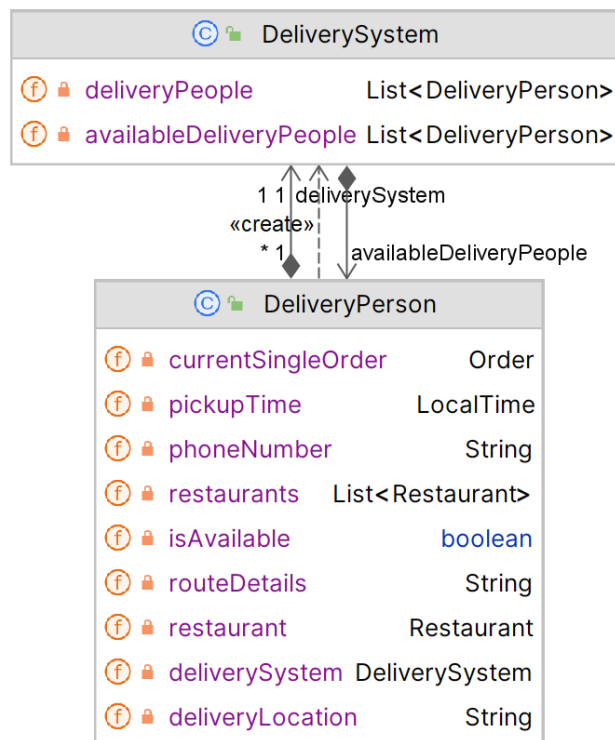 C DeliverySystem
f deliveryPeople List<DeliveryPerson>
f availableDeliveryPeople List<DeliveryPerson>
1 1 deliverySystem
«create»
* 1 availableDeliveryPeople
C DeliveryPerson
f currentSingleOrder Order
f pickupTime LocalTime
f phoneNumber String
f restaurants List<Restaurant>
f isAvailable boolean
f routeDetails String
f restaurant Restaurant
f deliverySystem DeliverySystem
f deliveryLocation String